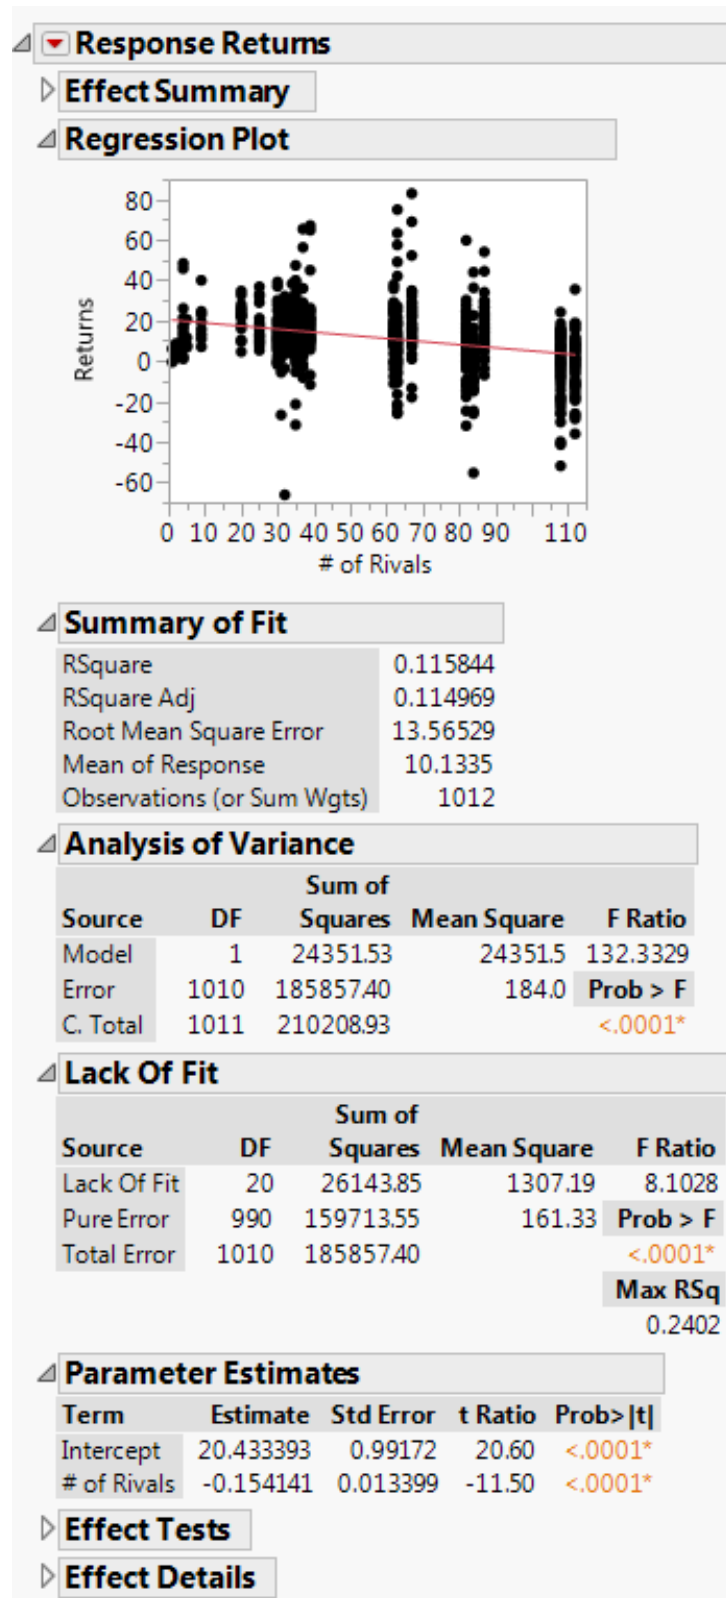 Response Returns
Effect Summary
Regression Plot
80
60
40
20
0
-20
-40
-60
Returns
0 10 20 30 40 50 60 70 80 90 110
# of Rivals
Summary of Fit
RSquare 0.115844
RSquare Adj 0.114969
Root Mean Square Error 13.56529
Mean of Response 10.1335
Observations (or Sum Wgts) 1012
Analysis of Variance
Sum of
Source DF Squares Mean Square F Ratio
Model 1 24351.53 24351.5 132.3329
Error 1010 185857.40 184.0 Prob > F
C. Total 1011 210208.93 <.0001*
Lack Of Fit
Sum of
Source DF Squares Mean Square F Ratio
Lack Of Fit 20 26143.85 1307.19 8.1028
Pure Error 990 159713.55 161.33 Prob > F
Total Error 1010 185857.40 <.0001*
Max RSq
0.2402
Parameter Estimates
Term Estimate Std Error t Ratio Prob>|t|
Intercept 20.433393 0.99172 20.60 <.0001*
# of Rivals -0.154141 0.013399 -11.50 <.0001*
Effect Tests
Effect Details